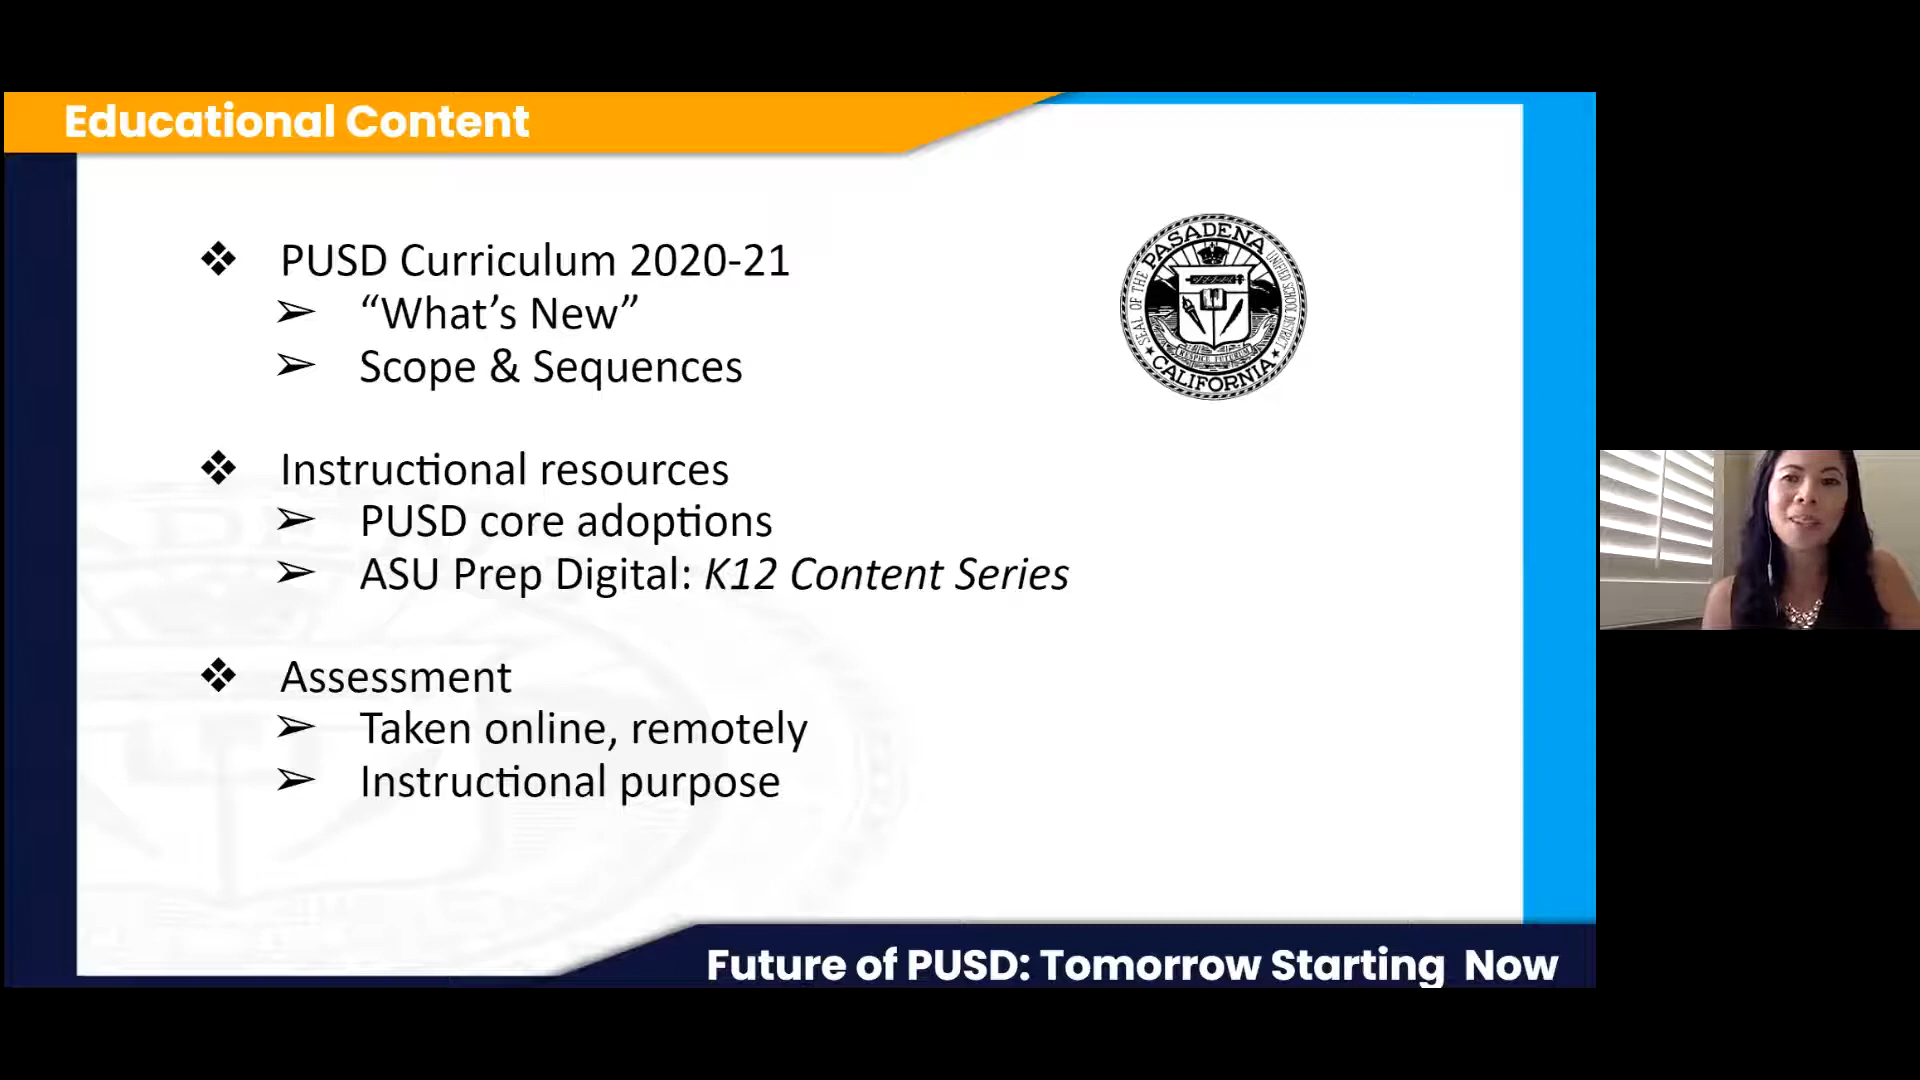 Educational Content
❖ PUSD Curriculum 2020-21
➢ “What’s New”
➢ Scope & Sequences
❖ Instructional resources
➢ PUSD core adoptions
➢ ASU Prep Digital: K12 Content Series
❖ Assessment
➢ Taken online, remotely
➢ Instructional purpose
SEAL OF THE PASADENA UNIFIED SCHOOL DISTRICT
CALIFORNIA
Future of PUSD: Tomorrow Starting Now